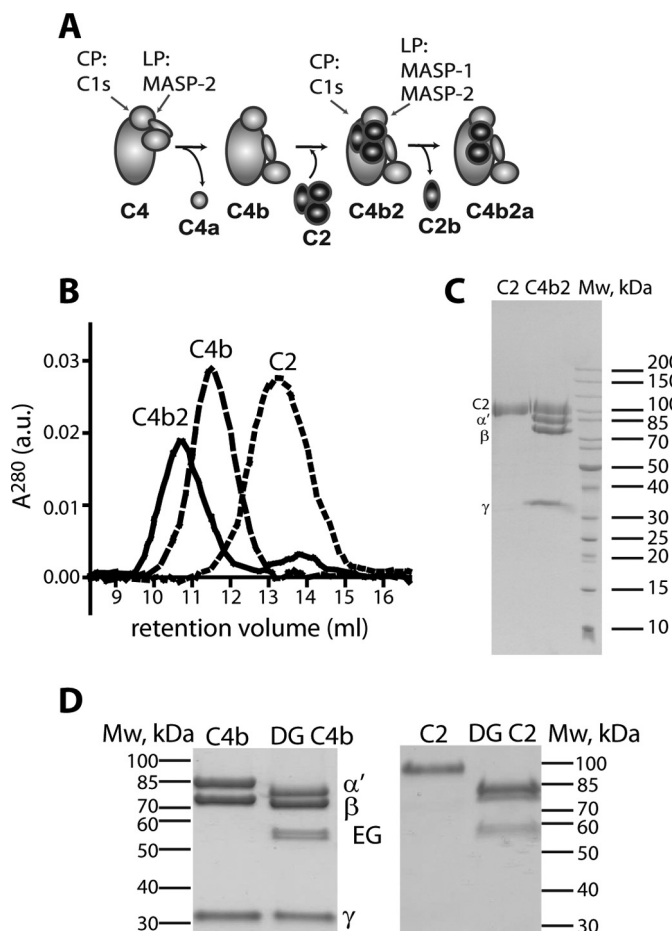 A
CP:
C1s
LP:
MASP-2
CP:
C1s
LP:
MASP-1
MASP-2
C4
C4a
C4b
C2
C4b2
C2b
C4b2a
B
C4b
C2
C4b2
A280 (a.u.)
0.03
0.02
0.01
0.00
9 10 11 12 13 14 15 16
retention volume (ml)
C
C2 C4b2 Mw, kDa
C2
α'
β
γ
200
150
100
85
70
50
40
30
25
20
15
10
D
Mw, kDa C4b DG C4b
100
85
70
60
50
40
30
α'
β
EG
γ
C2 DG C2 Mw, kDa
100
85
70
60
50
40
30